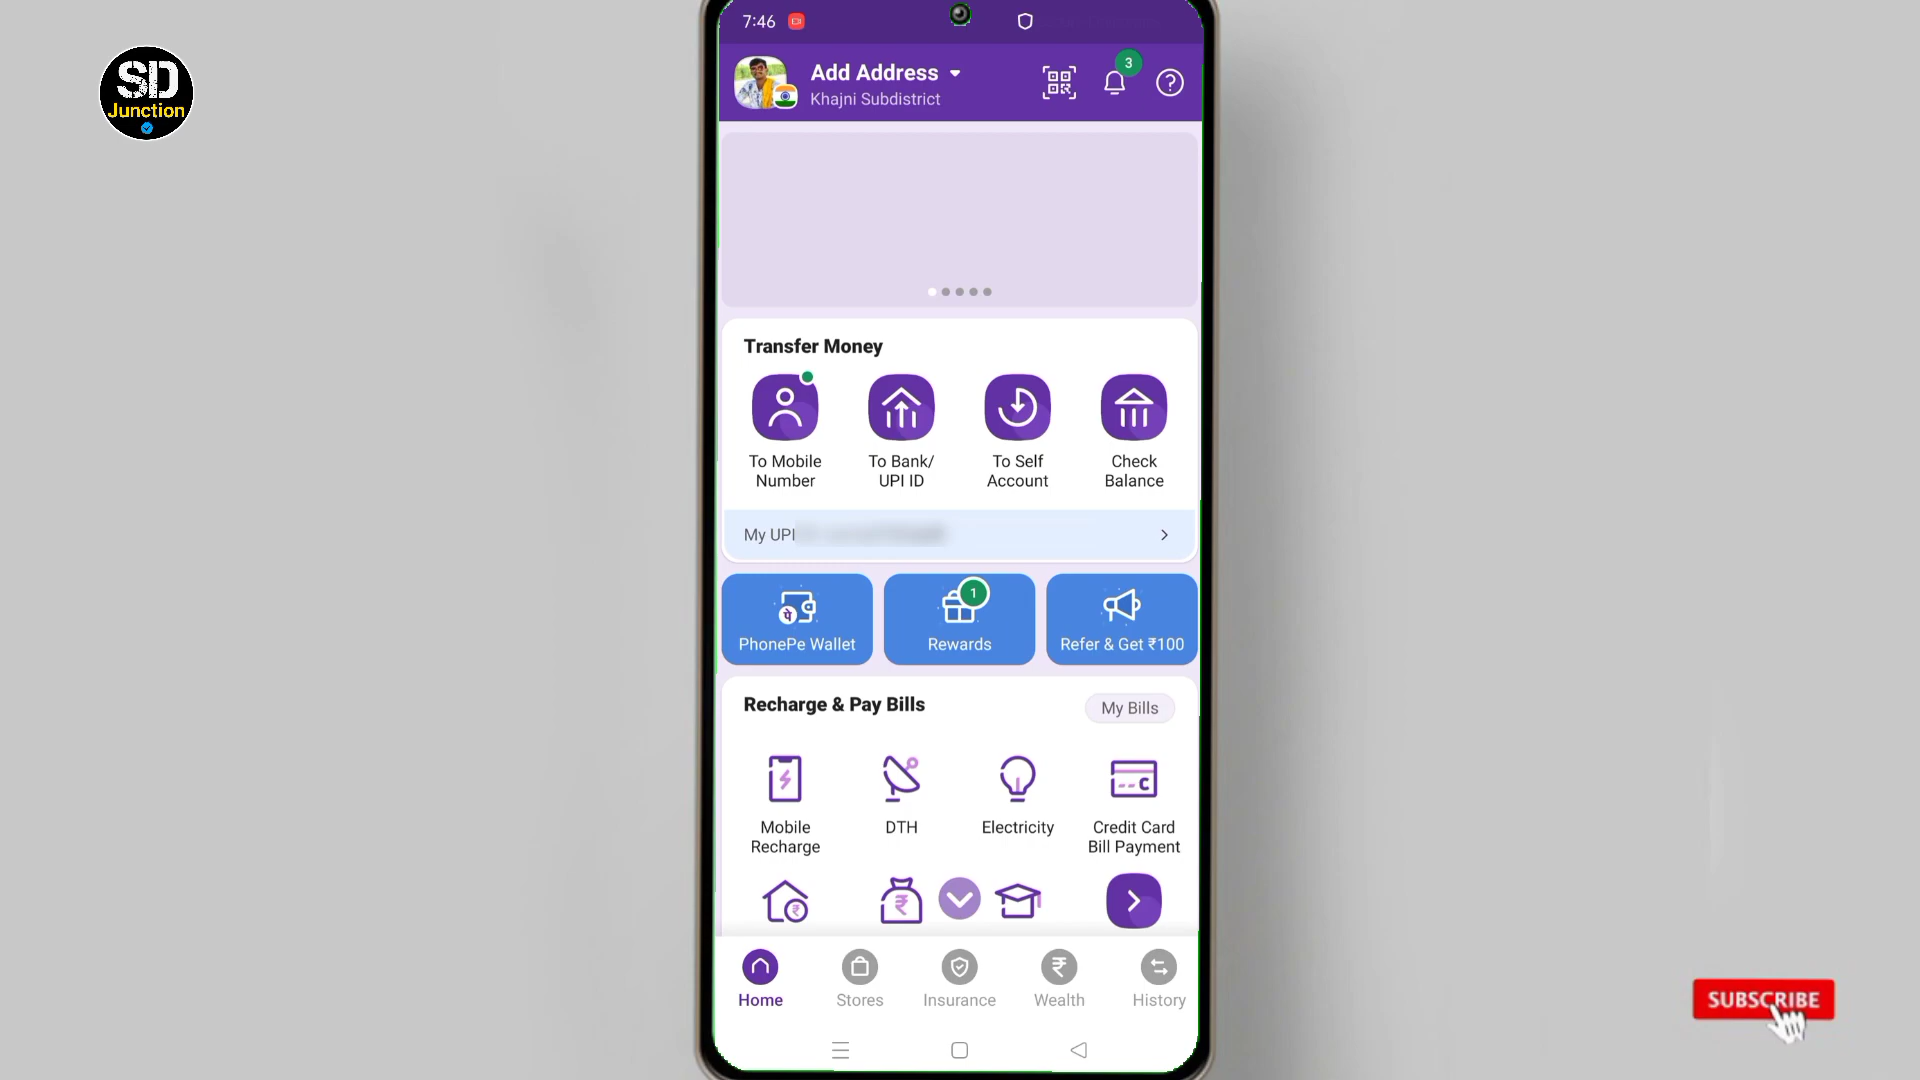 SD
Junction
7:46
Add Address
Khajni Subdistrict
3
Transfer Money
To Mobile
Number
To Bank/
UPI ID
To Self
Account
Check
Balance
My UPI
PhonePe Wallet
1
Rewards
Refer & Get ₹100
Recharge & Pay Bills
My Bills
Mobile
Recharge
DTH
Electricity
Credit Card
Bill Payment
Home
Stores
Insurance
Wealth
History
SUBSCRIBE